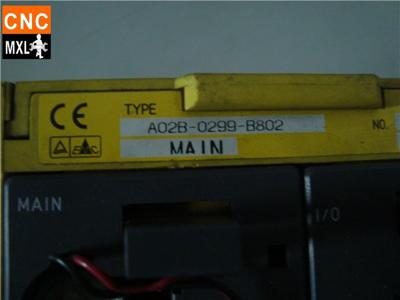 CNC
MXL
CE
TYPE
A02B-0299-B802
NO.
MAIN
MAIN
I/O